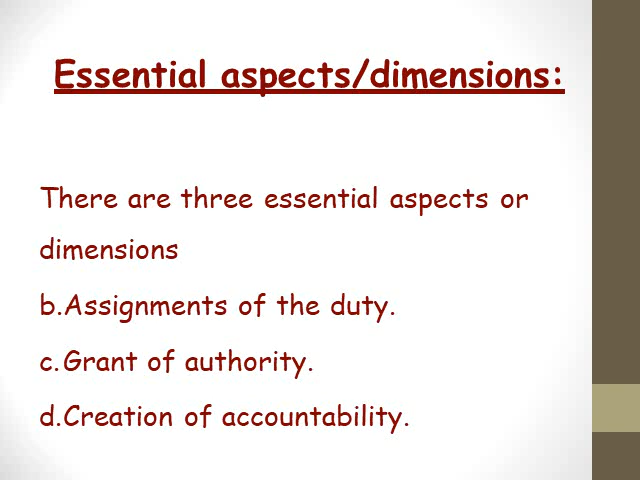 Essential aspects/dimensions:
There are three essential aspects or
dimensions
b.Assignments of the duty.
c.Grant of authority.
d.Creation of accountability.